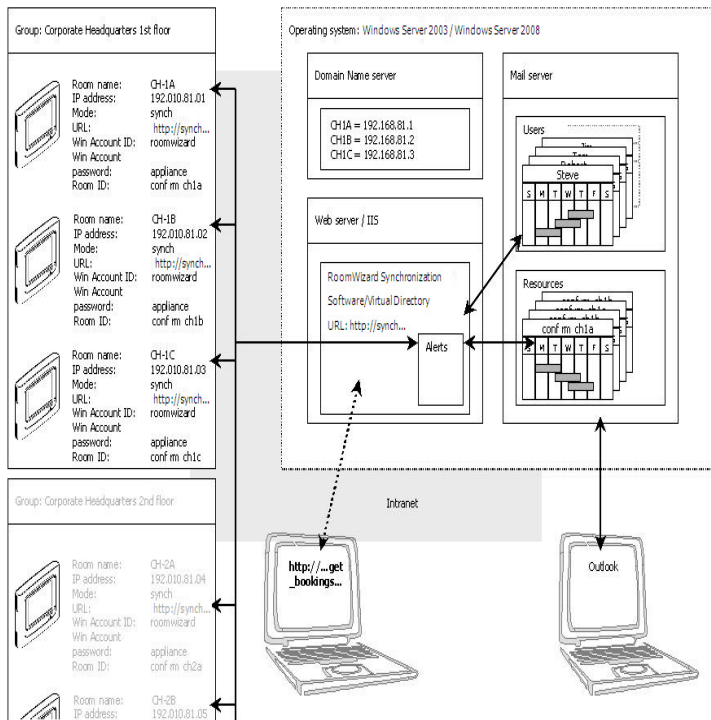 Group: Corporate Headquarters 1st floor
Room name: CH-1A
IP address: 192.010.81.01
Mode: synch
URL: http://synch...
Win Account ID: roomwizard
Win Account
password: appliance
Room ID: conf rm ch1a
Room name: CH-1B
IP address: 192.010.81.02
Mode: synch
URL: http://synch...
Win Account ID: roomwizard
Win Account
password: appliance
Room ID: conf rm ch1b
Room name: CH-1C
IP address: 192.010.81.03
Mode: synch
URL: http://synch...
Win Account ID: roomwizard
Win Account
password: appliance
Room ID: conf rm ch1c
Group: Corporate Headquarters 2nd floor
Room name: CH-2A
IP address: 192.010.81.04
Mode: synch
URL: http://synch...
Win Account ID: roomwizard
Win Account
password: appliance
Room ID: conf rm ch2a
Room name: CH-2B
IP address: 192.010.81.05
Operating system: Windows Server 2003 / Windows Server 2008
Domain Name server
CH1A = 192.168.81.1
CH1B = 192.168.81.2
CH1C = 192.168.81.3
Web server / IIS
RoomWizard Synchronization
Software/Virtual Directory
URL: http://synch...
Alerts
Mail server
Users
Steve
S M T W T F S
Resources
conf rm ch1a
S M T W T F S
Intranet
http://...get
_bookings...
Outlook